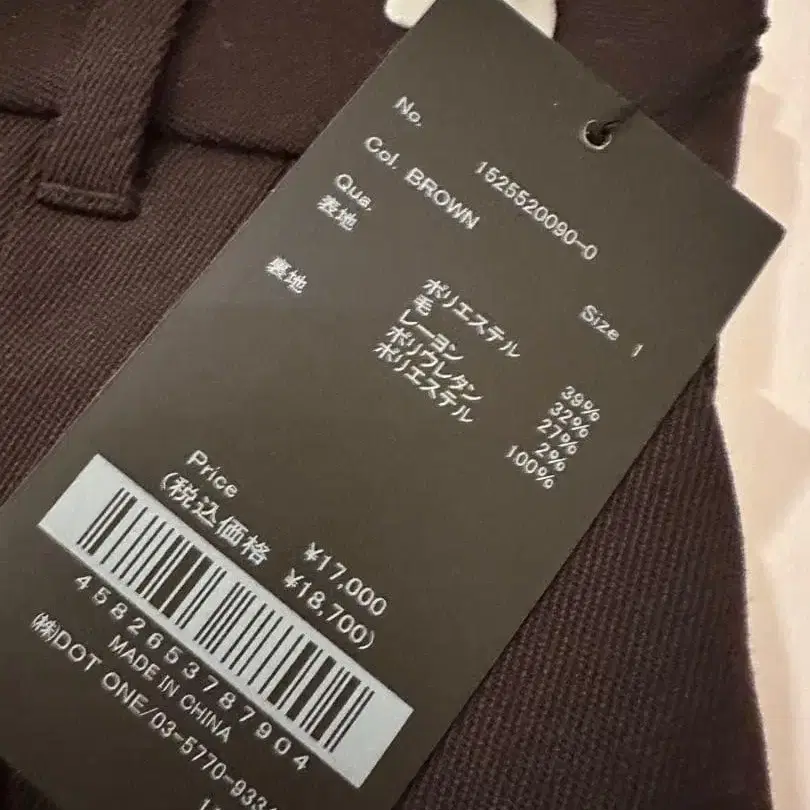 No. 1525520090-0
Col. BROWN Size 1
Qua.
表地 ポリエステル 39%
毛 32%
レーヨン 27%
ポリウレタン 2%
裏地 ポリエステル 100%
Price ¥17,000
(税込価格 ¥18,700)
4582653787904
MADE IN CHINA
㈱DOT ONE/03-5770-933